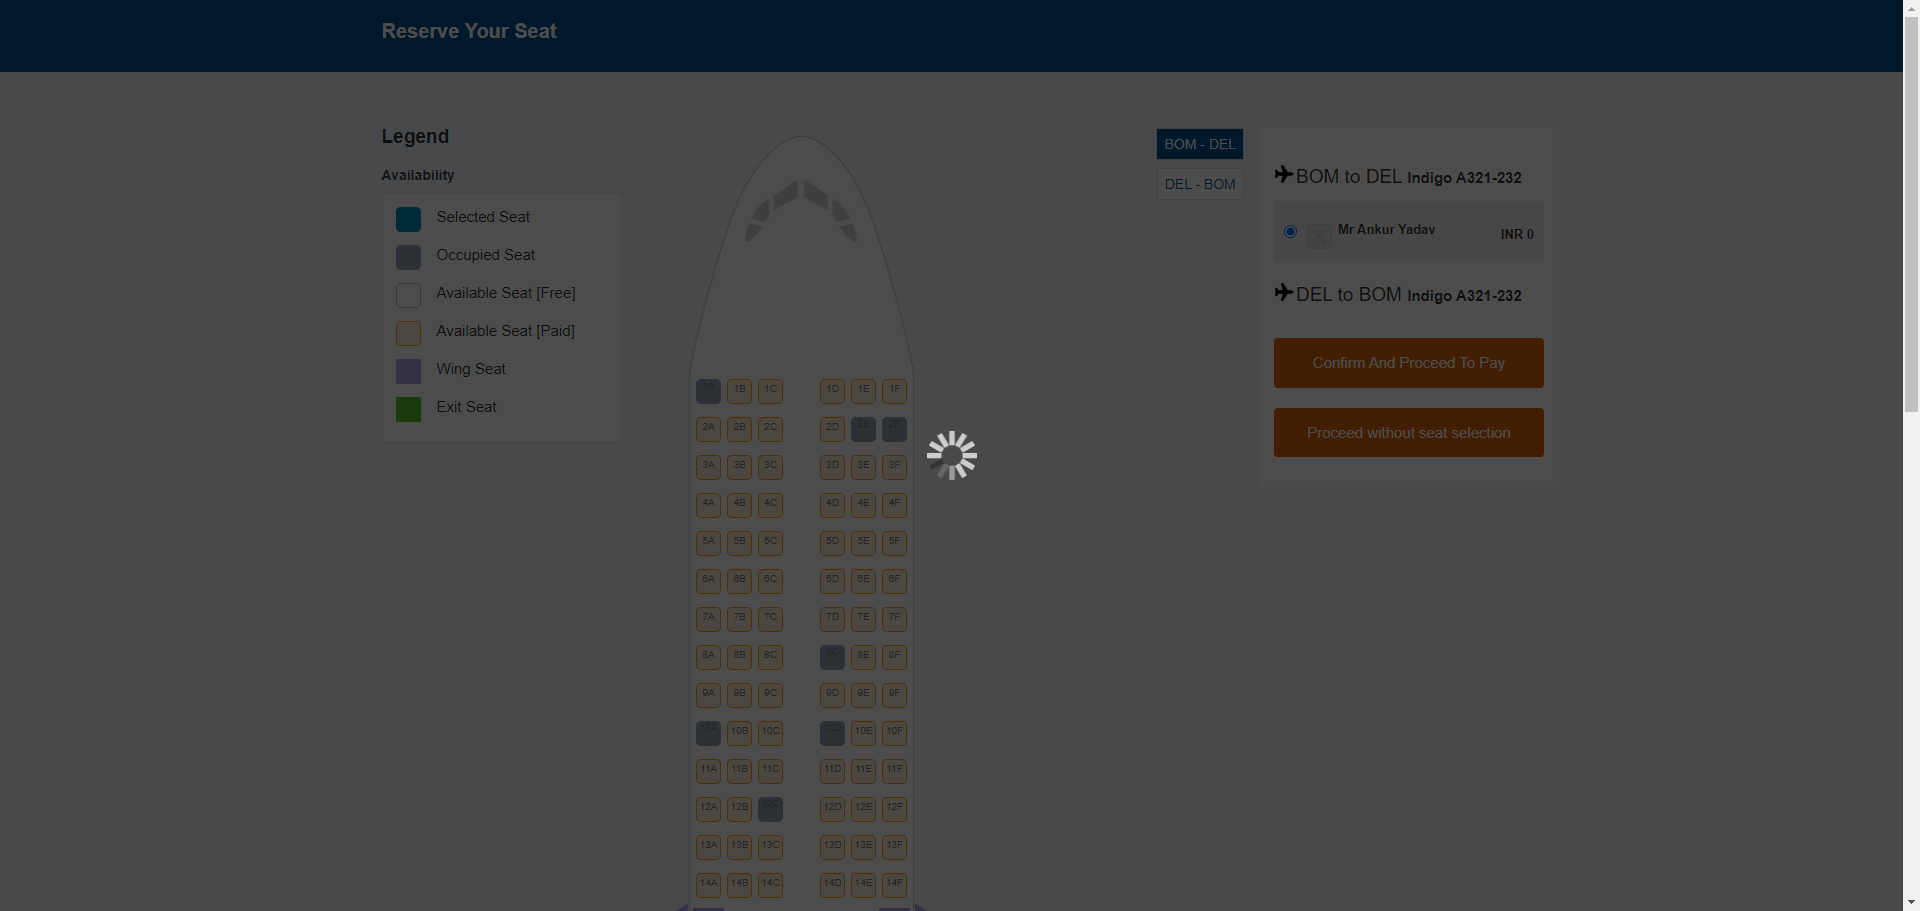 Reserve Your Seat
Legend
Availability
Selected Seat
Occupied Seat
Available Seat [Free]
Available Seat [Paid]
Wing Seat
Exit Seat
1A 1B 1C 1D 1E 1F
2A 2B 2C 2D 2E 2F
3A 3B 3C 3D 3E 3F
4A 4B 4C 4D 4E 4F
5A 5B 5C 5D 5E 5F
6A 6B 6C 6D 6E 6F
7A 7B 7C 7D 7E 7F
8A 8B 8C 8D 8E 8F
9A 9B 9C 9D 9E 9F
10A 10B 10C 10D 10E 10F
11A 11B 11C 11D 11E 11F
12A 12B 12C 12D 12E 12F
13A 13B 13C 13D 13E 13F
14A 14B 14C 14D 14E 14F
BOM - DEL
DEL - BOM
BOM to DEL Indigo A321-232
Mr Ankur Yadav INR 0
DEL to BOM Indigo A321-232
Confirm And Proceed To Pay
Proceed without seat selection